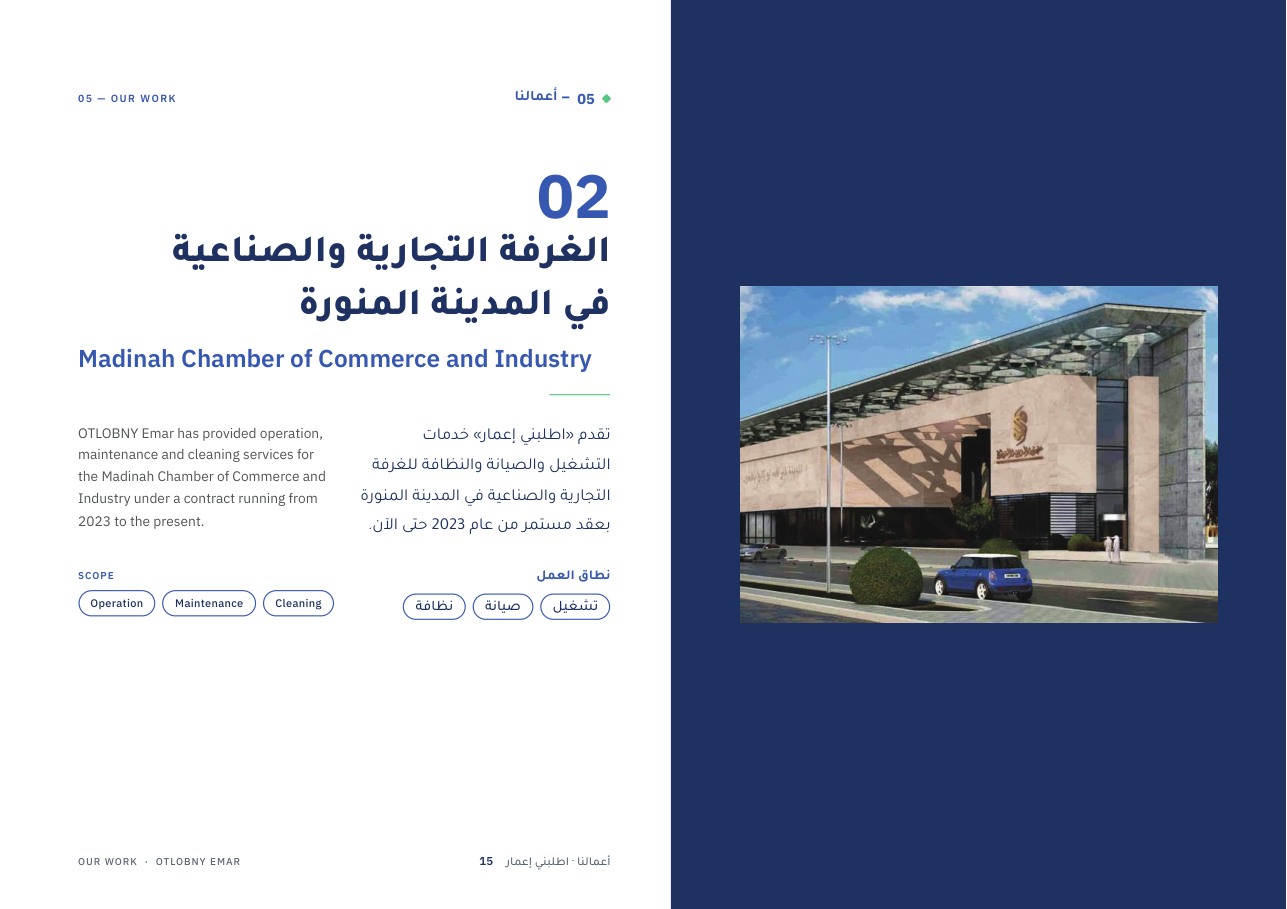 05 — OUR WORK
05 – أعمالنا
02
الغرفة التجارية والصناعية
في المدينة المنورة
Madinah Chamber of Commerce and Industry
OTLOBNY Emar has provided operation,
maintenance and cleaning services for
the Madinah Chamber of Commerce and
Industry under a contract running from
2023 to the present.
تقدم «اطلبني إعمار» خدمات
التشغيل والصيانة والنظافة للغرفة
التجارية والصناعية في المدينة المنورة
بعقد مستمر من عام 2023 حتى الآن.
SCOPE
Operation Maintenance Cleaning
نطاق العمل
تشغيل صيانة نظافة
OUR WORK · OTLOBNY EMAR
أعمالنا · اطلبني إعمار 15